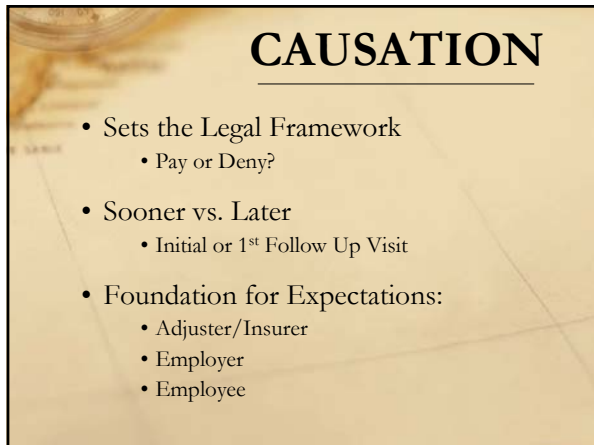 CAUSATION
• Sets the Legal Framework
• Pay or Deny?
• Sooner vs. Later
• Initial or 1st Follow Up Visit
• Foundation for Expectations:
• Adjuster/Insurer
• Employer
• Employee